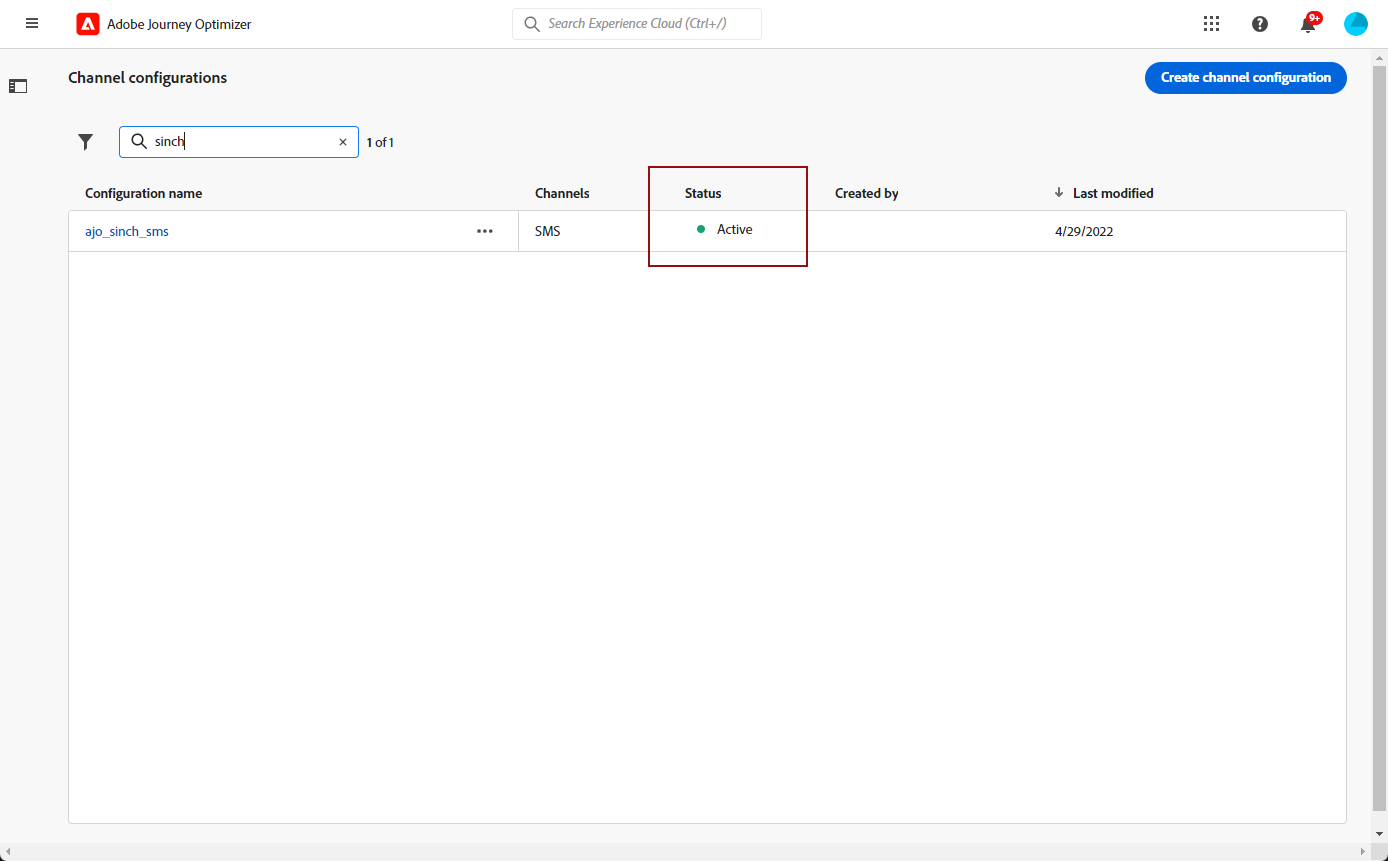 Adobe Journey Optimizer
Search Experience Cloud (Ctrl+/)
9+
Channel configurations
Create channel configuration
sinch
1 of 1
Configuration name Channels Status Created by Last modified
ajo_sinch_sms SMS Active 4/29/2022